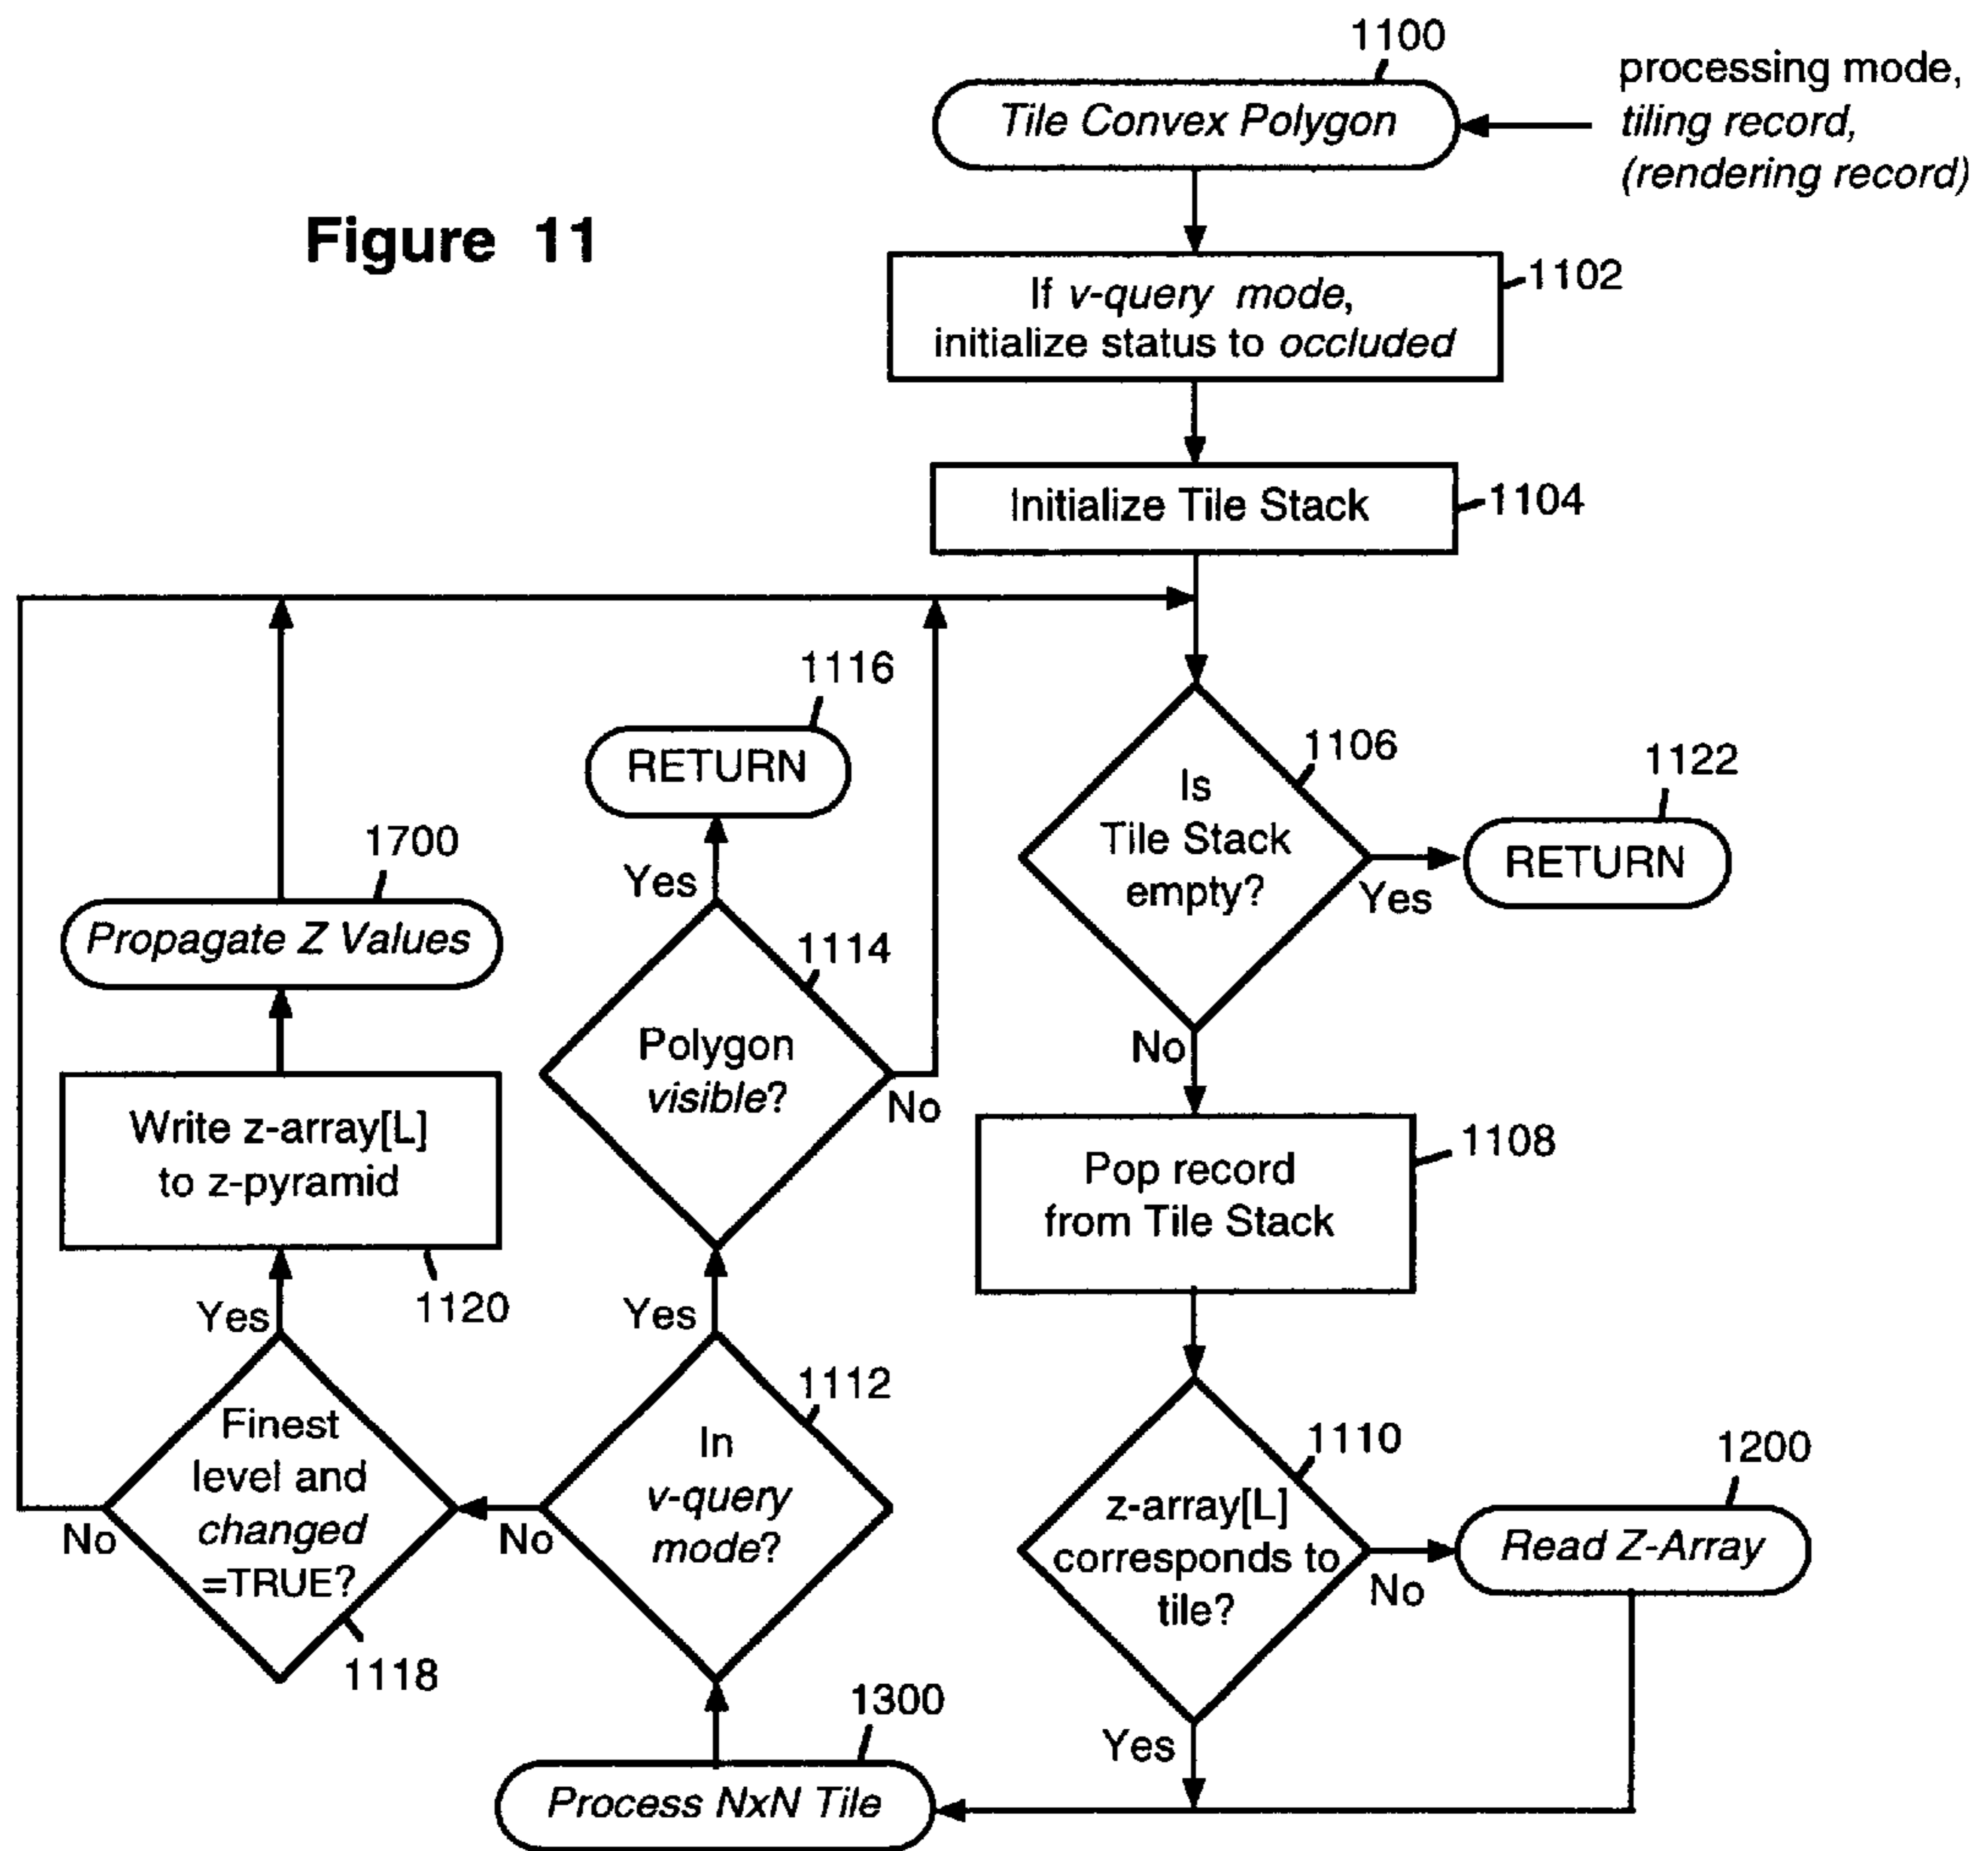 1100
Tile Convex Polygon
processing mode,
tiling record,
(rendering record)
Figure 11
If v-query mode,
initialize status to occluded
1102
Initialize Tile Stack
1104
1116
RETURN
1106
Is
Tile Stack
empty?
Yes
1122
RETURN
No
1700
Propagate Z Values
Yes
1114
Polygon
visible?
No
Write z-array[L]
to z-pyramid
1120
Pop record
from Tile Stack
1108
Yes
Yes
1112
In
v-query
mode?
No
Finest
level and
changed
=TRUE?
No
1118
1110
z-array[L]
corresponds to
tile?
No
1200
Read Z-Array
Yes
1300
Process NxN Tile